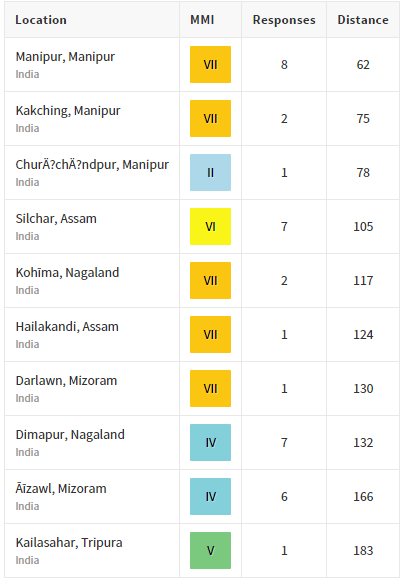 Location MMI Responses Distance
Manipur, Manipur VII 8 62
India
Kakching, Manipur VII 2 75
India
ChurÄ?chÄ?ndpur, Manipur II 1 78
India
Silchar, Assam VI 7 105
India
Kohīma, Nagaland VII 2 117
India
Hailakandi, Assam VII 1 124
India
Darlawn, Mizoram VII 1 130
India
Dimapur, Nagaland IV 7 132
India
Āīzawl, Mizoram IV 6 166
India
Kailasahar, Tripura V 1 183
India